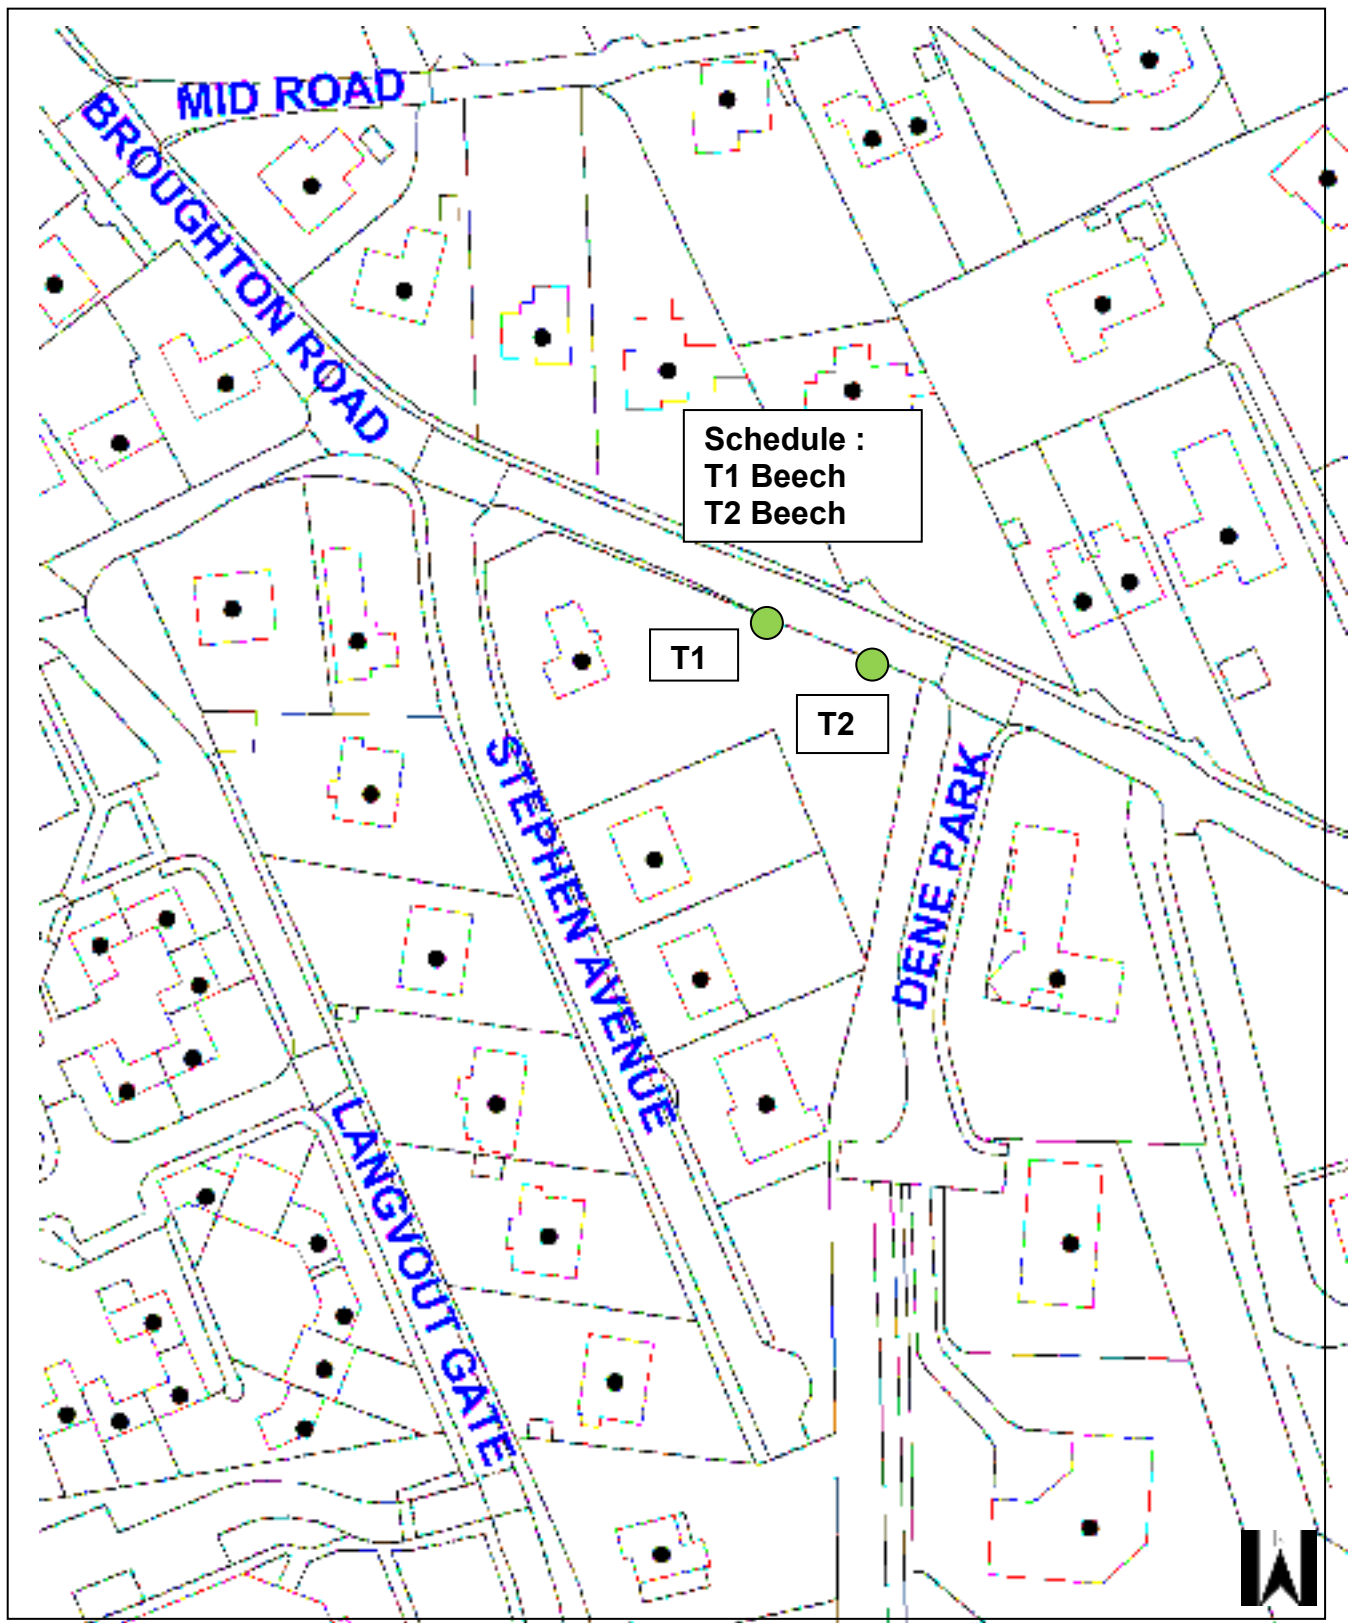 MID ROAD
BROUGHTON ROAD
Schedule :
T1 Beech
T2 Beech
T1
T2
STEPHEN AVENUE
DENE PARK
LANGVOUT GATE